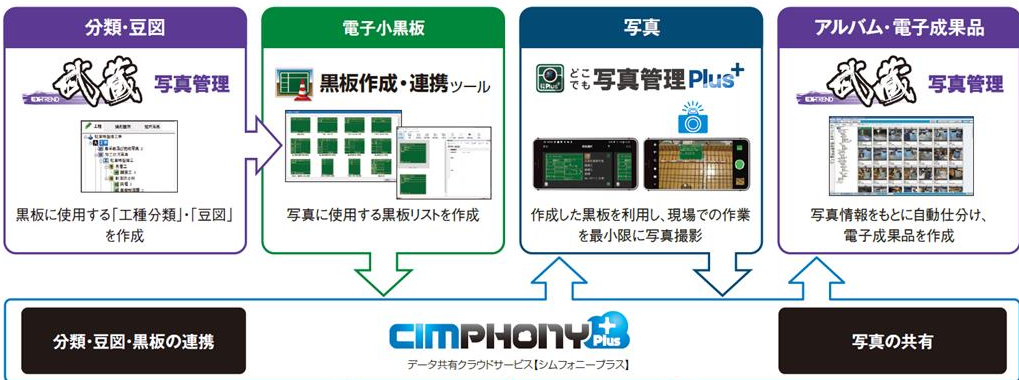 分類・豆図
EX-TREND
武蔵
写真管理
黒板に使用する「工種分類」・「豆図」
を作成
電子小黒板
黒板作成・連携ツール
写真に使用する黒板リストを作成
写真
どこでも写真管理Plus+
作成した黒板を利用し、現場での作業
を最小限に写真撮影
アルバム・電子成果品
EX-TREND
武蔵
写真管理
写真情報をもとに自動仕分け、
電子成果品を作成
分類・豆図・黒板の連携
CIMPHONY Plus+
データ共有クラウドサービス【シムフォニープラス】
写真の共有